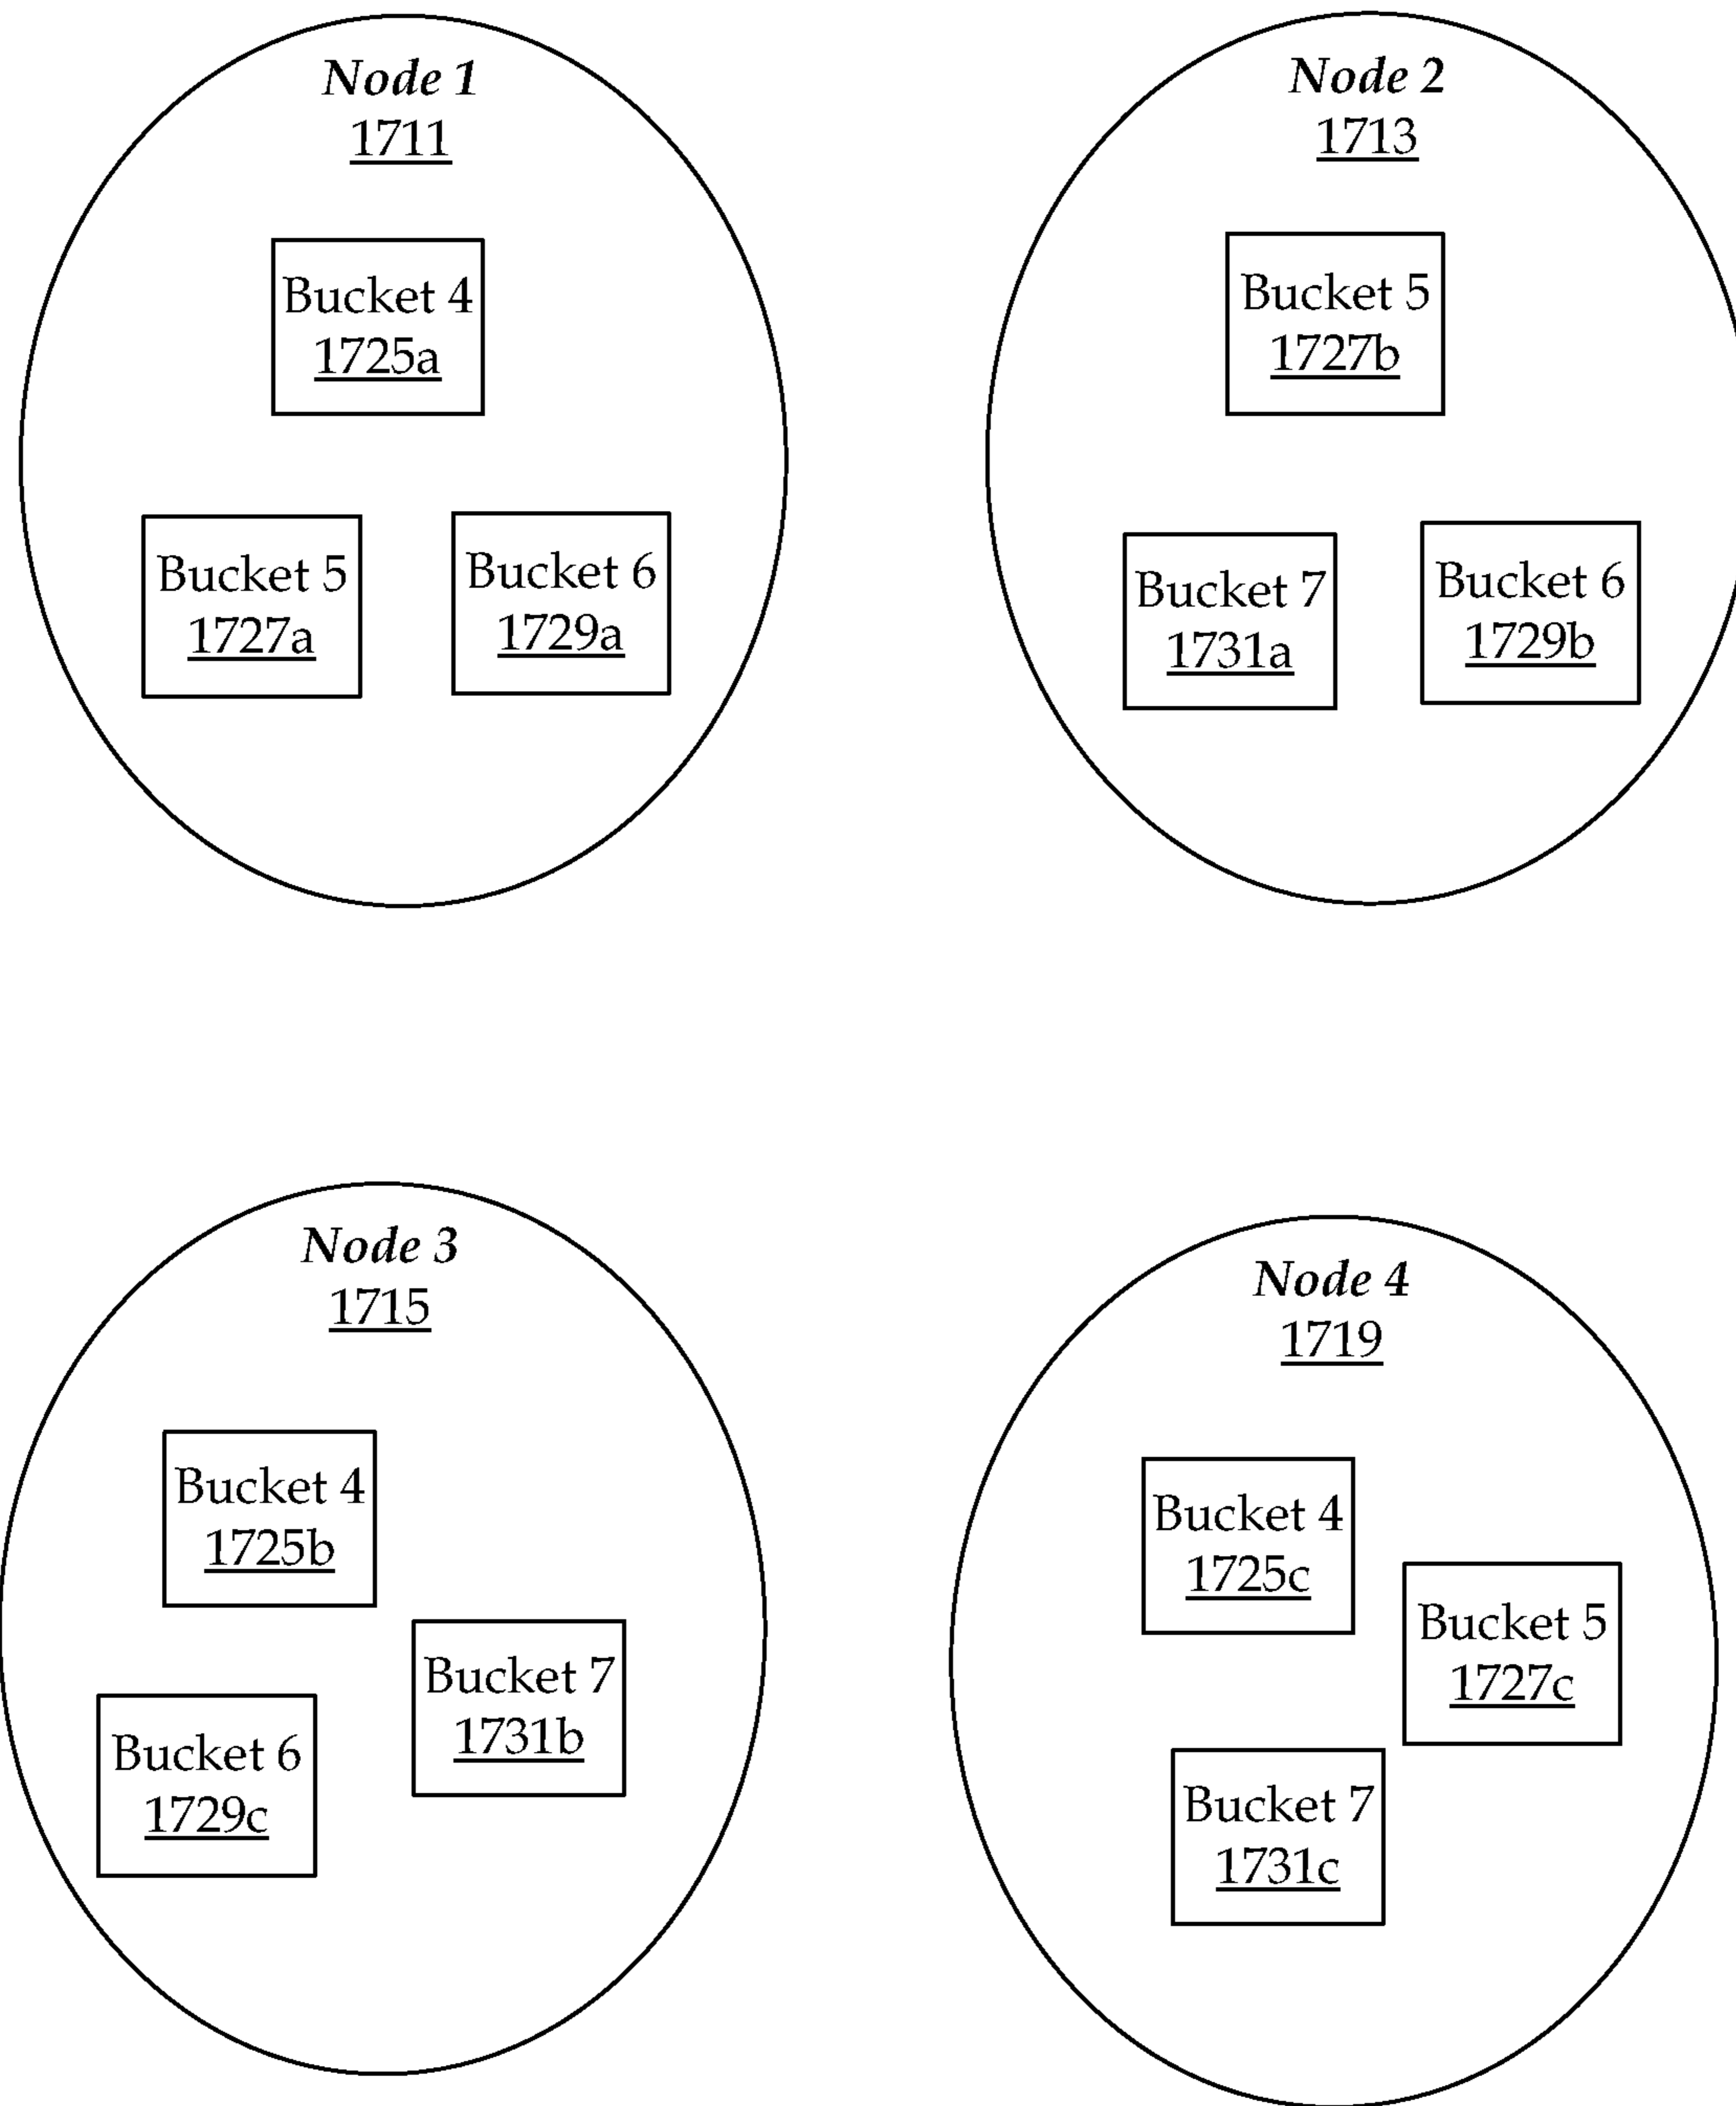 Node 1
1711
Bucket 4
1725a
Bucket 5
1727a
Bucket 6
1729a
Node 2
1713
Bucket 5
1727b
Bucket 7
1731a
Bucket 6
1729b
Node 3
1715
Bucket 4
1725b
Bucket 7
1731b
Bucket 6
1729c
Node 4
1719
Bucket 4
1725c
Bucket 5
1727c
Bucket 7
1731c